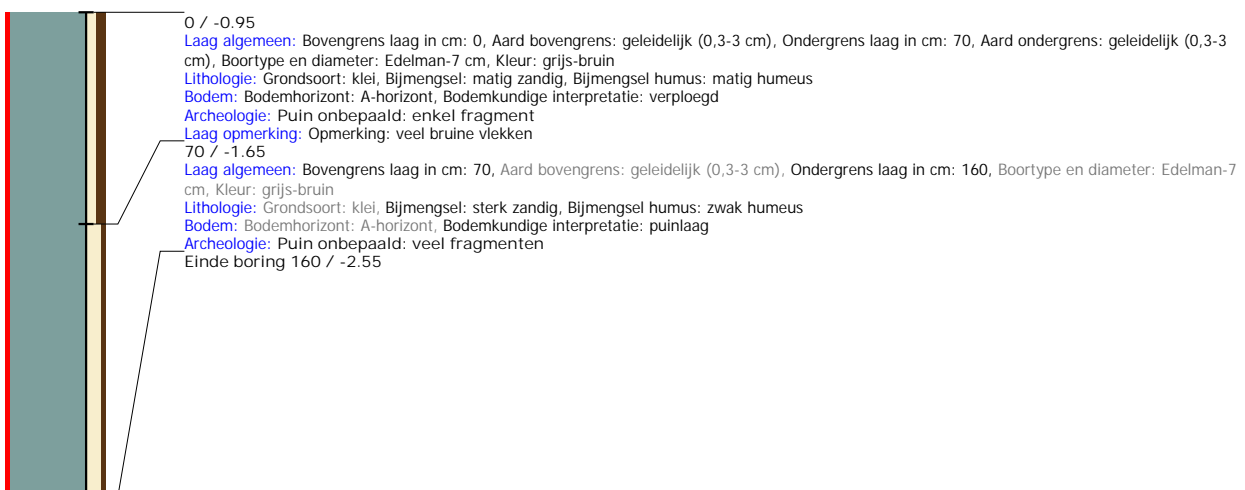 0 / -0.95
Laag algemeen: Bovengrens laag in cm: 0, Aard bovengrens: geleidelijk (0,3-3 cm), Ondergrens laag in cm: 70, Aard ondergrens: geleidelijk (0,3-3
cm), Boortype en diameter: Edelman-7 cm, Kleur: grijs-bruin
Lithologie: Grondsoort: klei, Bijmengsel: matig zandig, Bijmengsel humus: matig humeus
Bodem: Bodemhorizont: A-horizont, Bodemkundige interpretatie: verploegd
Archeologie: Puin onbepaald: enkel fragment
Laag opmerking: Opmerking: veel bruine vlekken
70 / -1.65
Laag algemeen: Bovengrens laag in cm: 70, Aard bovengrens: geleidelijk (0,3-3 cm), Ondergrens laag in cm: 160, Boortype en diameter: Edelman-7
cm, Kleur: grijs-bruin
Lithologie: Grondsoort: klei, Bijmengsel: sterk zandig, Bijmengsel humus: zwak humeus
Bodem: Bodemhorizont: A-horizont, Bodemkundige interpretatie: puinlaag
Archeologie: Puin onbepaald: veel fragmenten
Einde boring 160 / -2.55